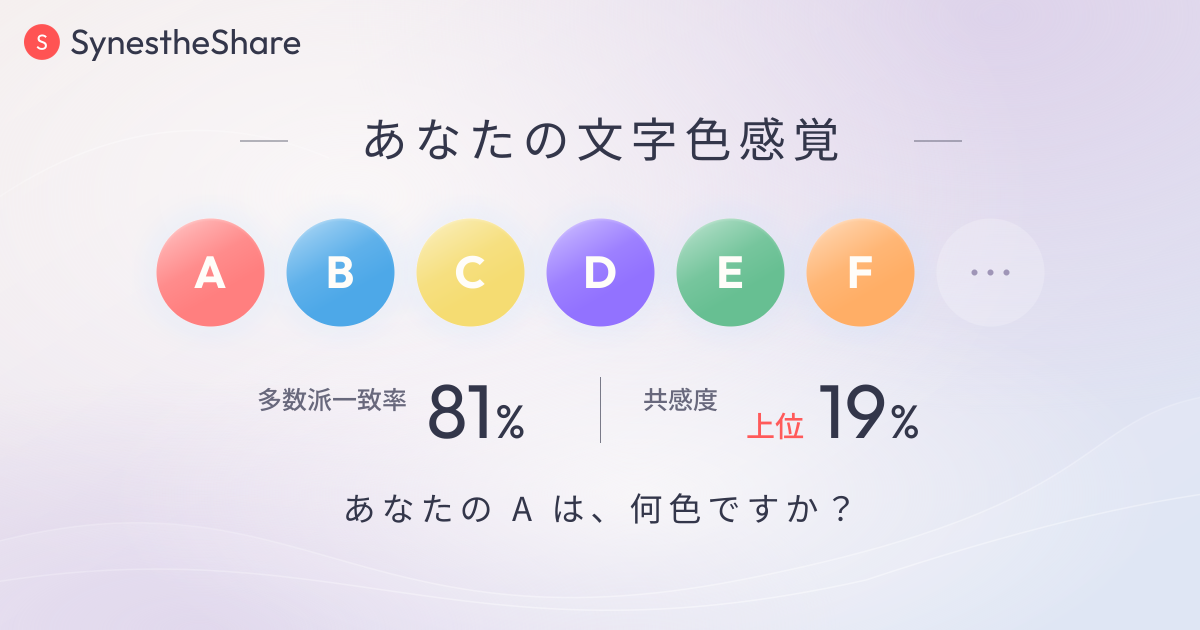 S SynestheShare
あなたの文字色感覚
A B C D E F ...
多数派一致率 81% 共感度 上位 19%
あなたの A は、何色ですか？